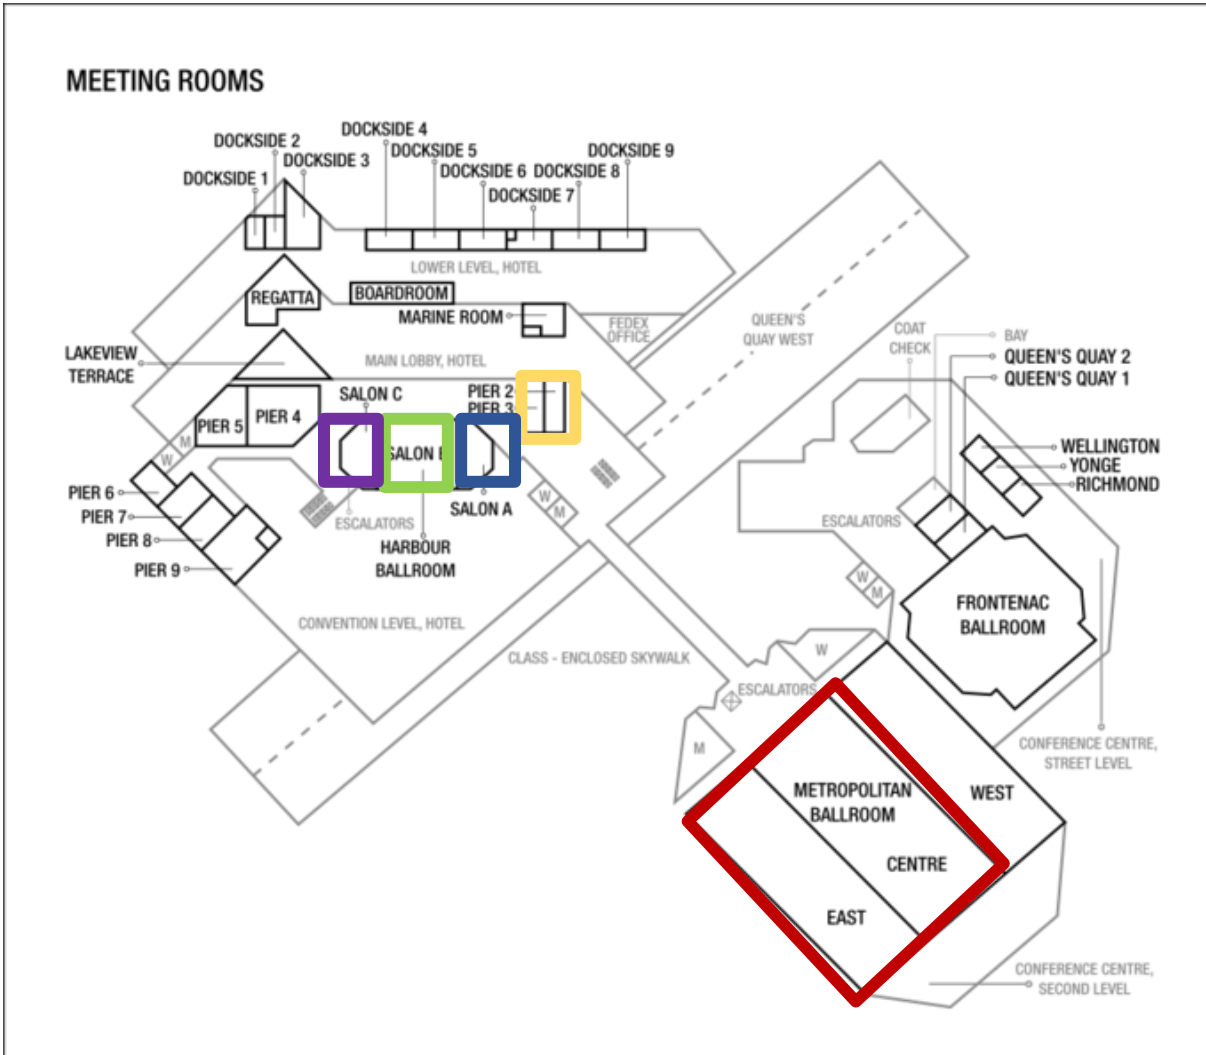 MEETING ROOMS
DOCKSIDE 4
DOCKSIDE 2
DOCKSIDE 5
DOCKSIDE 9
DOCKSIDE 3
DOCKSIDE 6
DOCKSIDE 8
DOCKSIDE 1
DOCKSIDE 7
LOWER LEVEL, HOTEL
REGATTA
BOARDROOM
MARINE ROOM
FEDEX
OFFICE
QUEEN'S
QUAY WEST
COAT
CHECK
BAY
QUEEN'S QUAY 2
QUEEN'S QUAY 1
LAKEVIEW
TERRACE
MAIN LOBBY, HOTEL
SALON C
PIER 2
PIER 3
PIER 5
PIER 4
SALON B
M
W
WELLINGTON
YONGE
RICHMOND
PIER 6
PIER 7
PIER 8
PIER 9
SALON A
W
M
ESCALATORS
ESCALATORS
HARBOUR
BALLROOM
W
M
FRONTENAC
BALLROOM
CONVENTION LEVEL, HOTEL
CLASS - ENCLOSED SKYWALK
W
ESCALATORS
M
CONFERENCE CENTRE,
STREET LEVEL
METROPOLITAN
BALLROOM
WEST
CENTRE
EAST
CONFERENCE CENTRE,
SECOND LEVEL